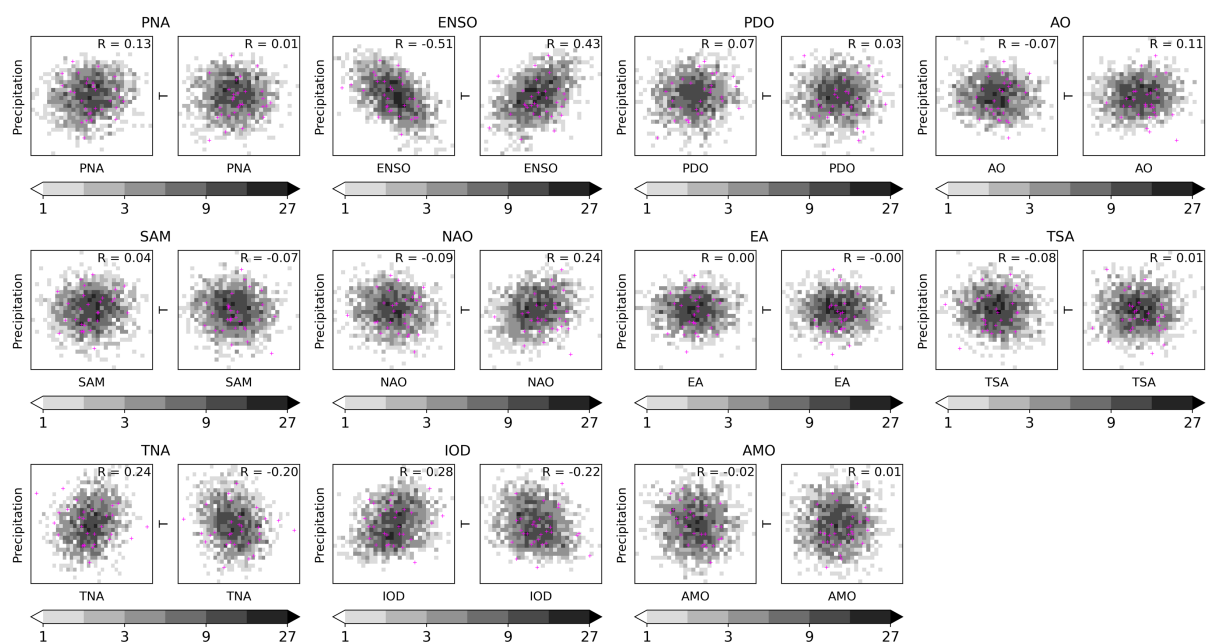 PNA ENSO PDO AO
R = 0.13 R = 0.01 R = -0.51 R = 0.43 R = 0.07 R = 0.03 R = -0.07 R = 0.11
Precipitation T Precipitation T Precipitation T Precipitation T
PNA PNA ENSO ENSO PDO PDO AO AO
1 3 9 27 1 3 9 27 1 3 9 27 1 3 9 27
SAM NAO EA TSA
R = 0.04 R = -0.07 R = -0.09 R = 0.24 R = 0.00 R = -0.00 R = -0.08 R = 0.01
Precipitation T Precipitation T Precipitation T Precipitation T
SAM SAM NAO NAO EA EA TSA TSA
1 3 9 27 1 3 9 27 1 3 9 27 1 3 9 27
TNA IOD AMO
R = 0.24 R = -0.20 R = 0.28 R = -0.22 R = -0.02 R = 0.01
Precipitation T Precipitation T Precipitation T
TNA TNA IOD IOD AMO AMO
1 3 9 27 1 3 9 27 1 3 9 27